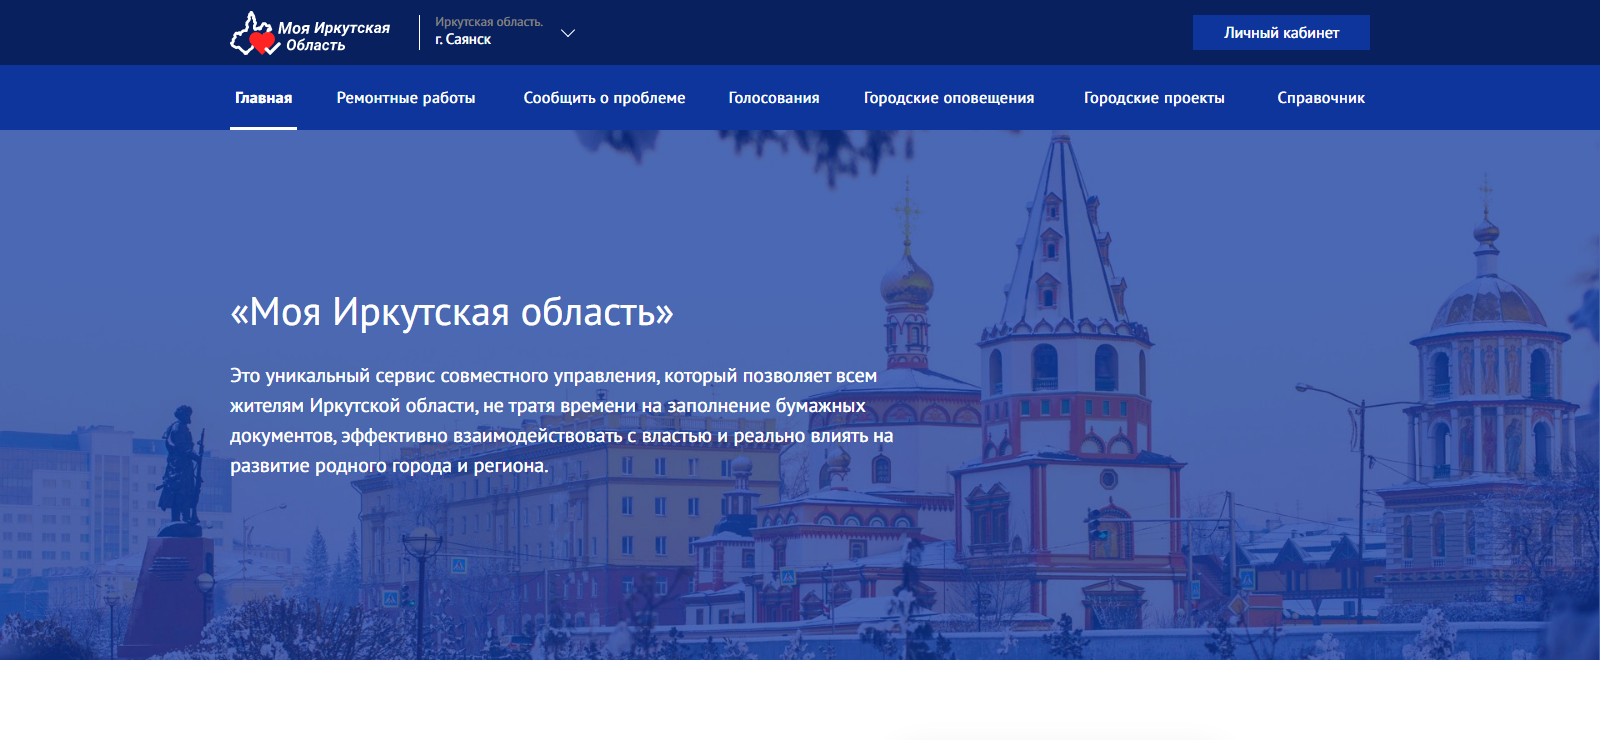 Моя Иркутская
Область
Иркутская область.
г. Саянск
Личный кабинет
Главная
Ремонтные работы
Сообщить о проблеме
Голосования
Городские оповещения
Городские проекты
Справочник
«Моя Иркутская область»
Это уникальный сервис совместного управления, который позволяет всем
жителям Иркутской области, не тратя времени на заполнение бумажных
документов, эффективно взаимодействовать с властью и реально влиять на
развитие родного города и региона.